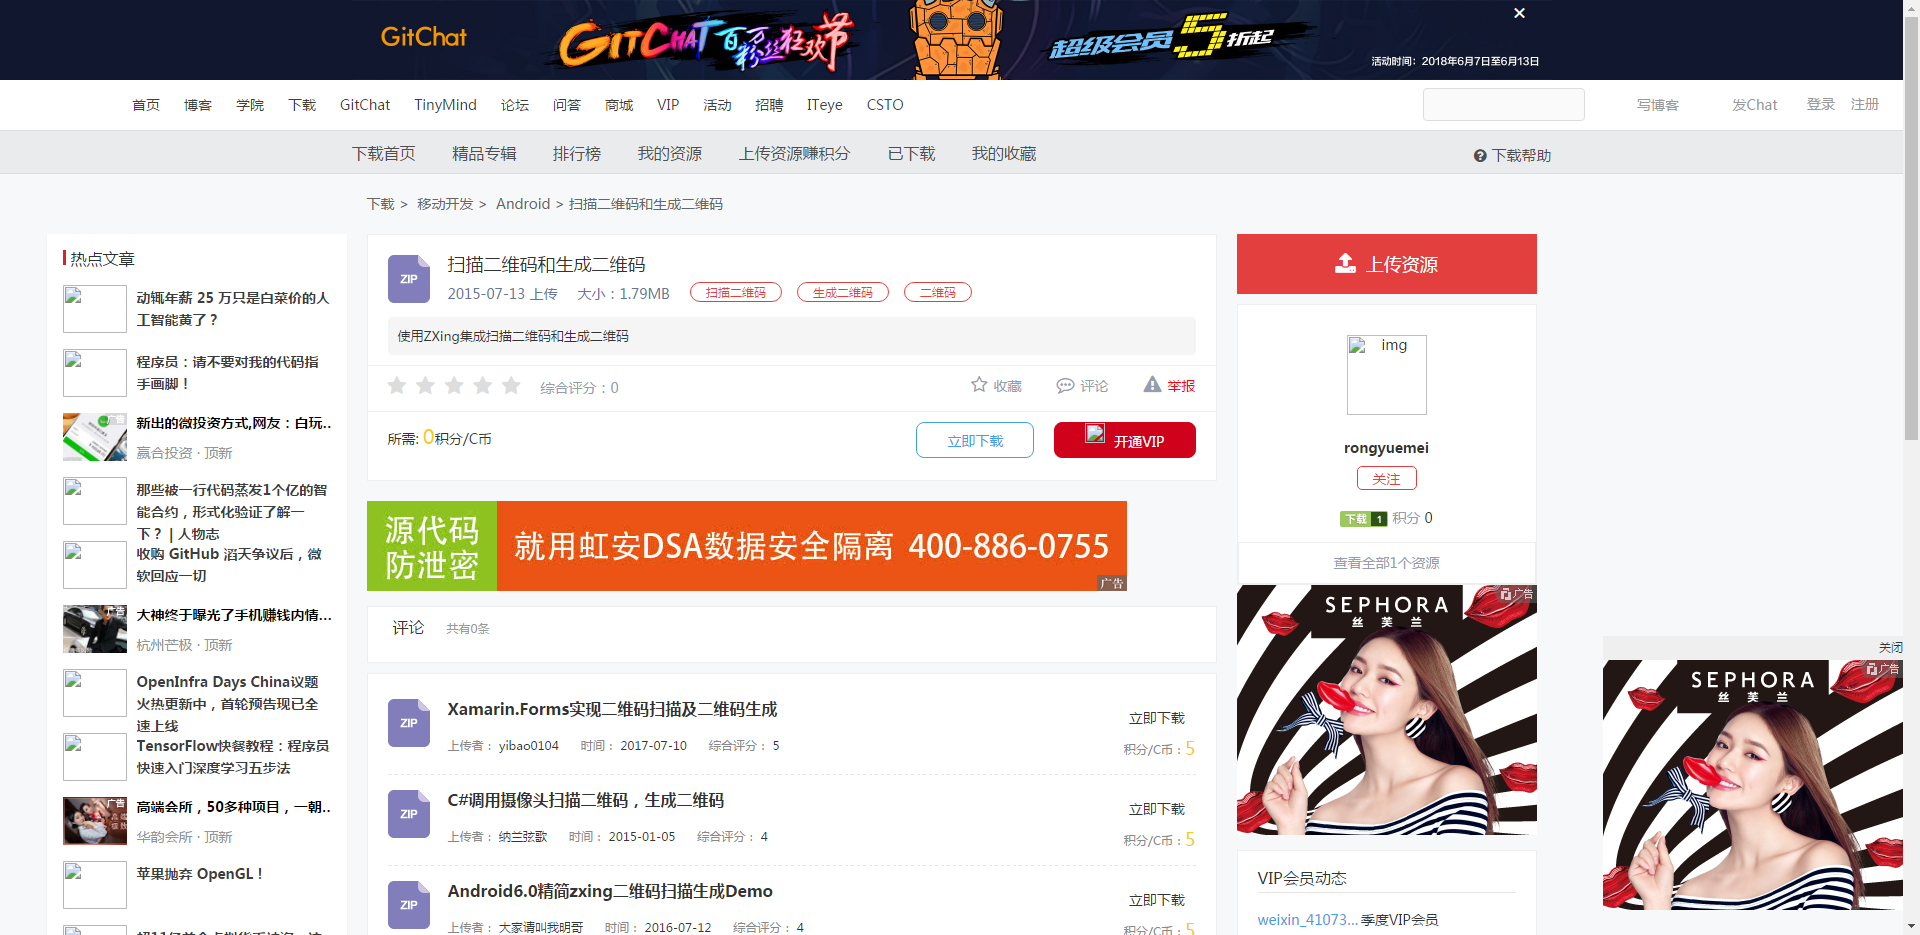 GitChat
GITCHAT百万粉丝狂欢节
超级会员5折起
活动时间：2018年6月7日至6月13日
首页 博客 学院 下载 GitChat TinyMind 论坛 问答 商城 VIP 活动 招聘 ITeye CSTO
写博客 发Chat 登录 注册
下载首页 精品专辑 排行榜 我的资源 上传资源赚积分 已下载 我的收藏
下载帮助
下载 > 移动开发 > Android > 扫描二维码和生成二维码
热点文章
动辄年薪 25 万只是白菜价的人
工智能黄了？
程序员：请不要对我的代码指
手画脚！
广告
新出的微投资方式,网友：白玩..
赢合投资 · 顶新
那些被一行代码蒸发1个亿的智
能合约，形式化验证了解一
下？ | 人物志
收购 GitHub 滔天争议后，微
软回应一切
广告
大神终于曝光了手机赚钱内情...
杭州芒极 · 顶新
OpenInfra Days China议题
火热更新中，首轮预告现已全
速上线
TensorFlow快餐教程：程序员
快速入门深度学习五步法
广告
高端会所，50多种项目，一朝..
华韵会所 · 顶新
苹果抛弃 OpenGL！
ZIP
扫描二维码和生成二维码
2015-07-13 上传 大小：1.79MB 扫描二维码 生成二维码 二维码
使用ZXing集成扫描二维码和生成二维码
综合评分：0
收藏 评论 举报
所需: 0积分/C币
立即下载 开通VIP
源代码
防泄密
就用虹安DSA数据安全隔离 400-886-0755
广告
评论 共有0条
ZIP
Xamarin.Forms实现二维码扫描及二维码生成
上传者： yibao0104 时间： 2017-07-10 综合评分： 5
立即下载
积分/C币：5
ZIP
C#调用摄像头扫描二维码，生成二维码
上传者： 纳兰弦歌 时间： 2015-01-05 综合评分： 4
立即下载
积分/C币：5
ZIP
Android6.0精简zxing二维码扫描生成Demo
上传者： 大家请叫我明哥 时间： 2016-07-12 综合评分： 4
立即下载
积分/C币：5
上传资源
img
rongyuemei
关注
下载 1 积分 0
查看全部1个资源
SEPHORA
丝芙兰
广告
VIP会员动态
weixin_41073... 季度VIP会员
关闭
SEPHORA
丝芙兰
广告